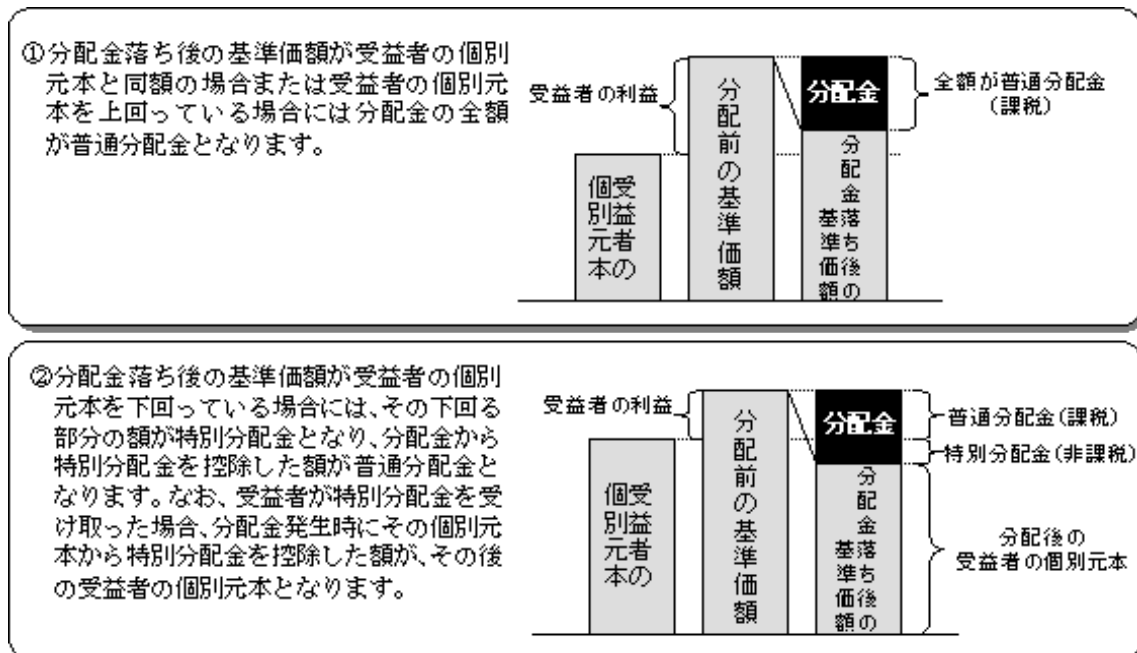 ①分配金落ち後の基準価額が受益者の個別
元本と同額の場合または受益者の個別元
本を上回っている場合には分配金の全額
が普通分配金となります。
受益者の利益
受益者の
個別元本
分配前の基準価額
分配金
分配金落ち後の
基準価額
全額が普通分配金
(課税)
②分配金落ち後の基準価額が受益者の個別
元本を下回っている場合には、その下回る
部分の額が特別分配金となり、分配金から
特別分配金を控除した額が普通分配金と
なります。なお、受益者が特別分配金を受
け取った場合、分配金発生時にその個別元
本から特別分配金を控除した額が、その後
の受益者の個別元本となります。
受益者の利益
受益者の
個別元本
分配前の基準価額
分配金
分配金落ち後の
基準価額
普通分配金(課税)
特別分配金(非課税)
分配後の
受益者の個別元本